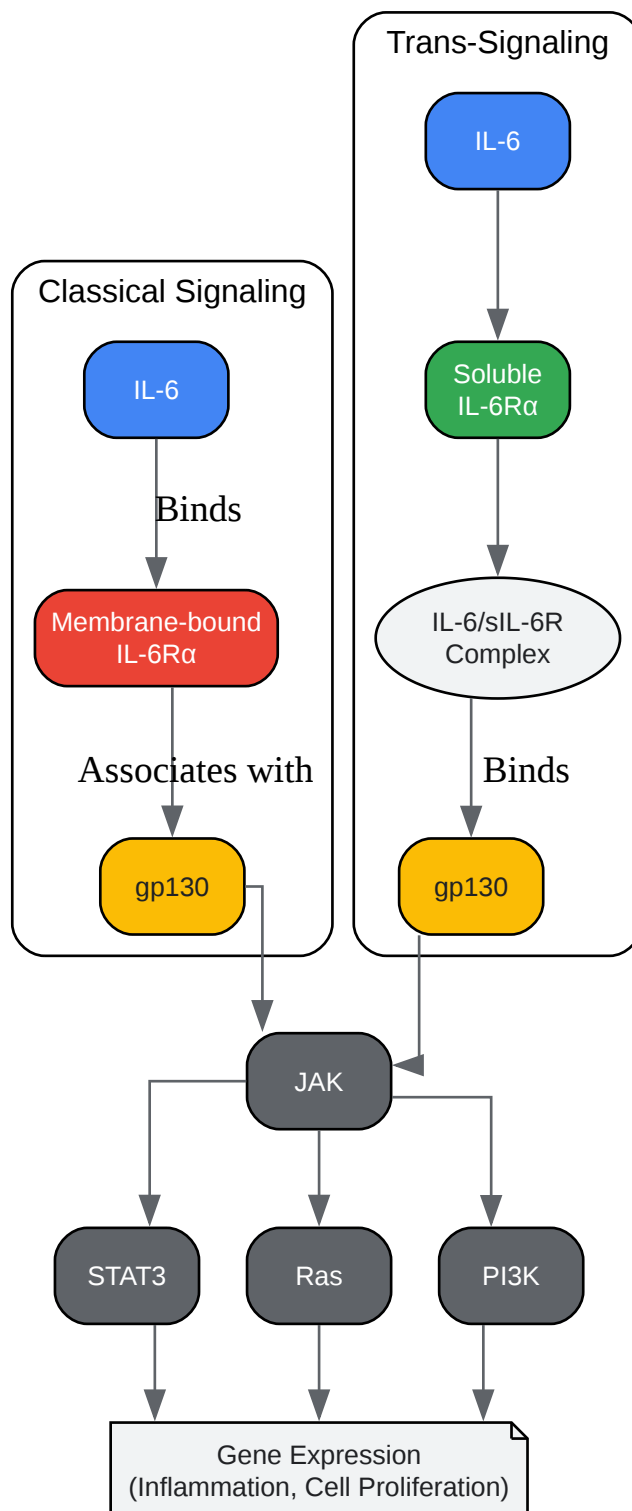 Trans-Signaling
IL-6
Soluble
IL-6Rα
IL-6/sIL-6R
Complex
Binds
gp130
Classical Signaling
IL-6
Binds
Membrane-bound
IL-6Rα
Associates with
gp130
JAK
STAT3
Ras
PI3K
Gene Expression
(Inflammation, Cell Proliferation)